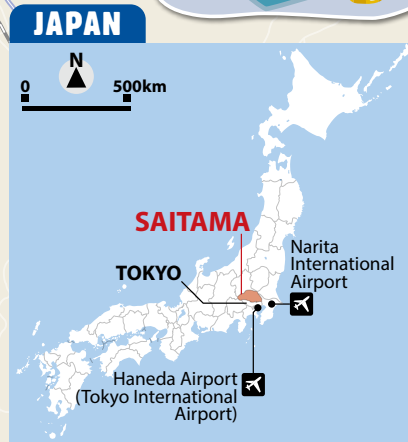 JAPAN
N
0 500km
SAITAMA
TOKYO
Narita
International
Airport
Haneda Airport
(Tokyo International
Airport)